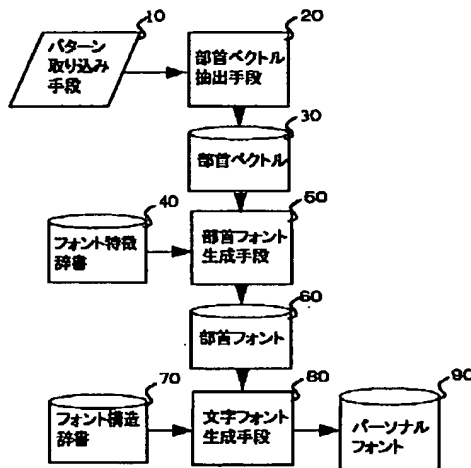 10
パターン
取り込み
手段
20
部首ベクトル
抽出手段
30
部首ベクトル
40
フォント特徴
辞書
50
部首フォント
生成手段
60
部首フォント
70
フォント構造
辞書
80
文字フォント
生成手段
90
パーソナル
フォント